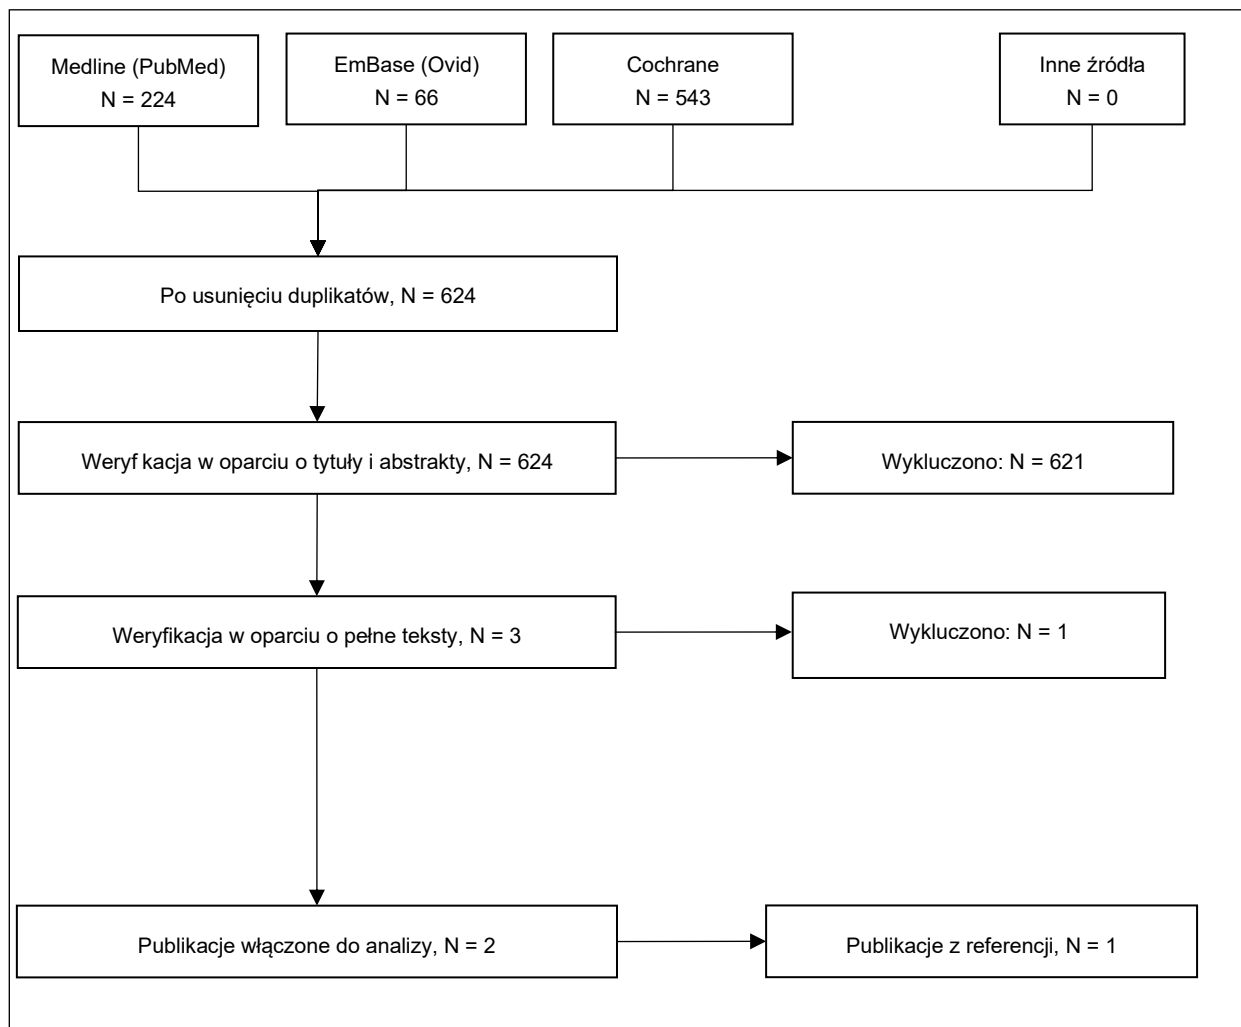 Medline (PubMed)
N = 224
EmBase (Ovid)
N = 66
Cochrane
N = 543
Inne źródła
N = 0
Po usunięciu duplikatów, N = 624
Weryf kacja w oparciu o tytuły i abstrakty, N = 624
Wykluczono: N = 621
Weryfikacja w oparciu o pełne teksty, N = 3
Wykluczono: N = 1
Publikacje włączone do analizy, N = 2
Publikacje z referencji, N = 1